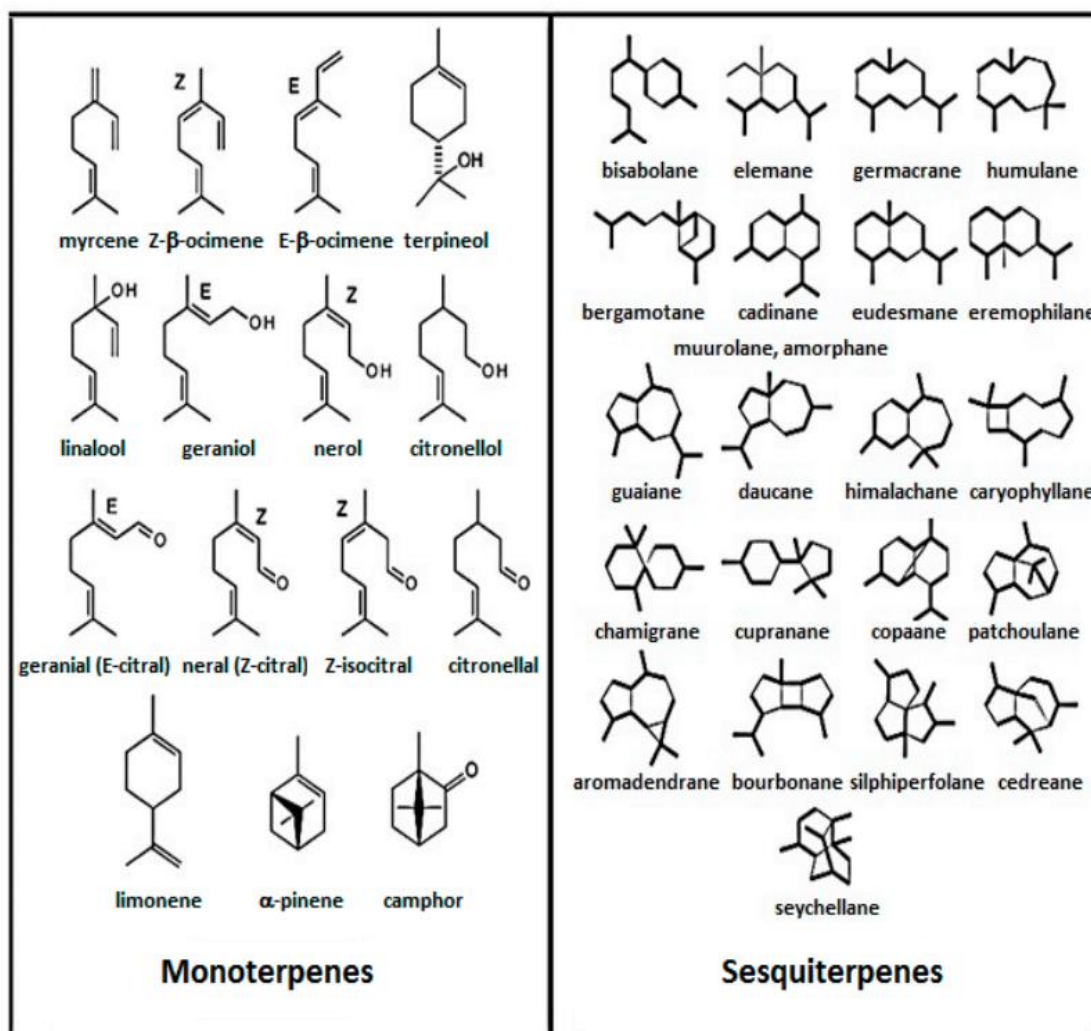 Z
E
OH
myrcene Z-β-ocimene E-β-ocimene terpineol
OH
E
OH
Z
OH
OH
linalool geraniol nerol citronellol
E
O
Z
O
Z
O
O
geranial (E-citral) neral (Z-citral) Z-isocitral citronellal
O
limonene α-pinene camphor
Monoterpenes
bisabolane elemane germacrane humulane
bergamotane cadinane eudesmane eremophilane
muurolane, amorphane
guaiane daucane himalachane caryophyllane
chamigrane cupranane copaane patchoulane
aromadendrane bourbonane silphiperfolane cedreane
seychellane
Sesquiterpenes